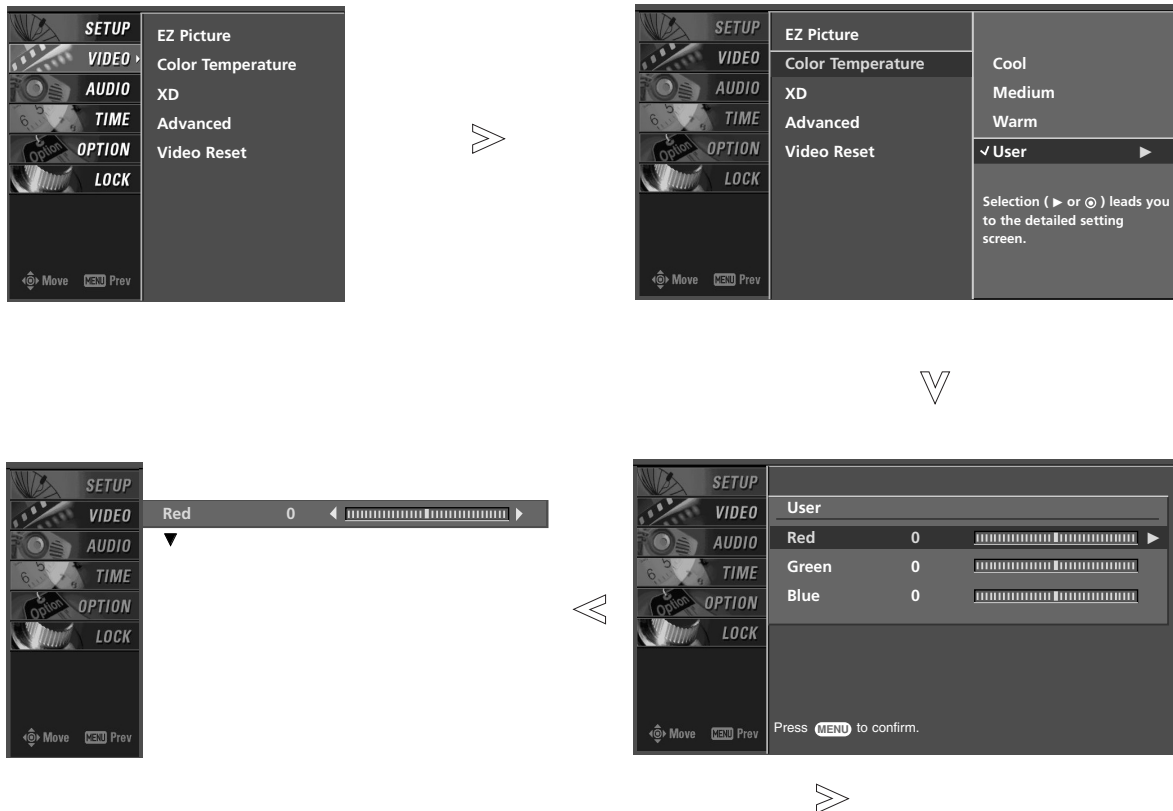 SETUP
VIDEO
AUDIO
TIME
OPTION
LOCK
Move MENU Prev
EZ Picture
Color Temperature
XD
Advanced
Video Reset
SETUP
VIDEO
AUDIO
TIME
OPTION
LOCK
Move MENU Prev
EZ Picture
Color Temperature
XD
Advanced
Video Reset
Cool
Medium
Warm
✓ User ►
Selection ( ► or ◉ ) leads you
to the detailed setting
screen.
SETUP
VIDEO
AUDIO
TIME
OPTION
LOCK
Move MENU Prev
Red 0
SETUP
VIDEO
AUDIO
TIME
OPTION
LOCK
Move MENU Prev
User
Red 0
Green 0
Blue 0
Press MENU to confirm.